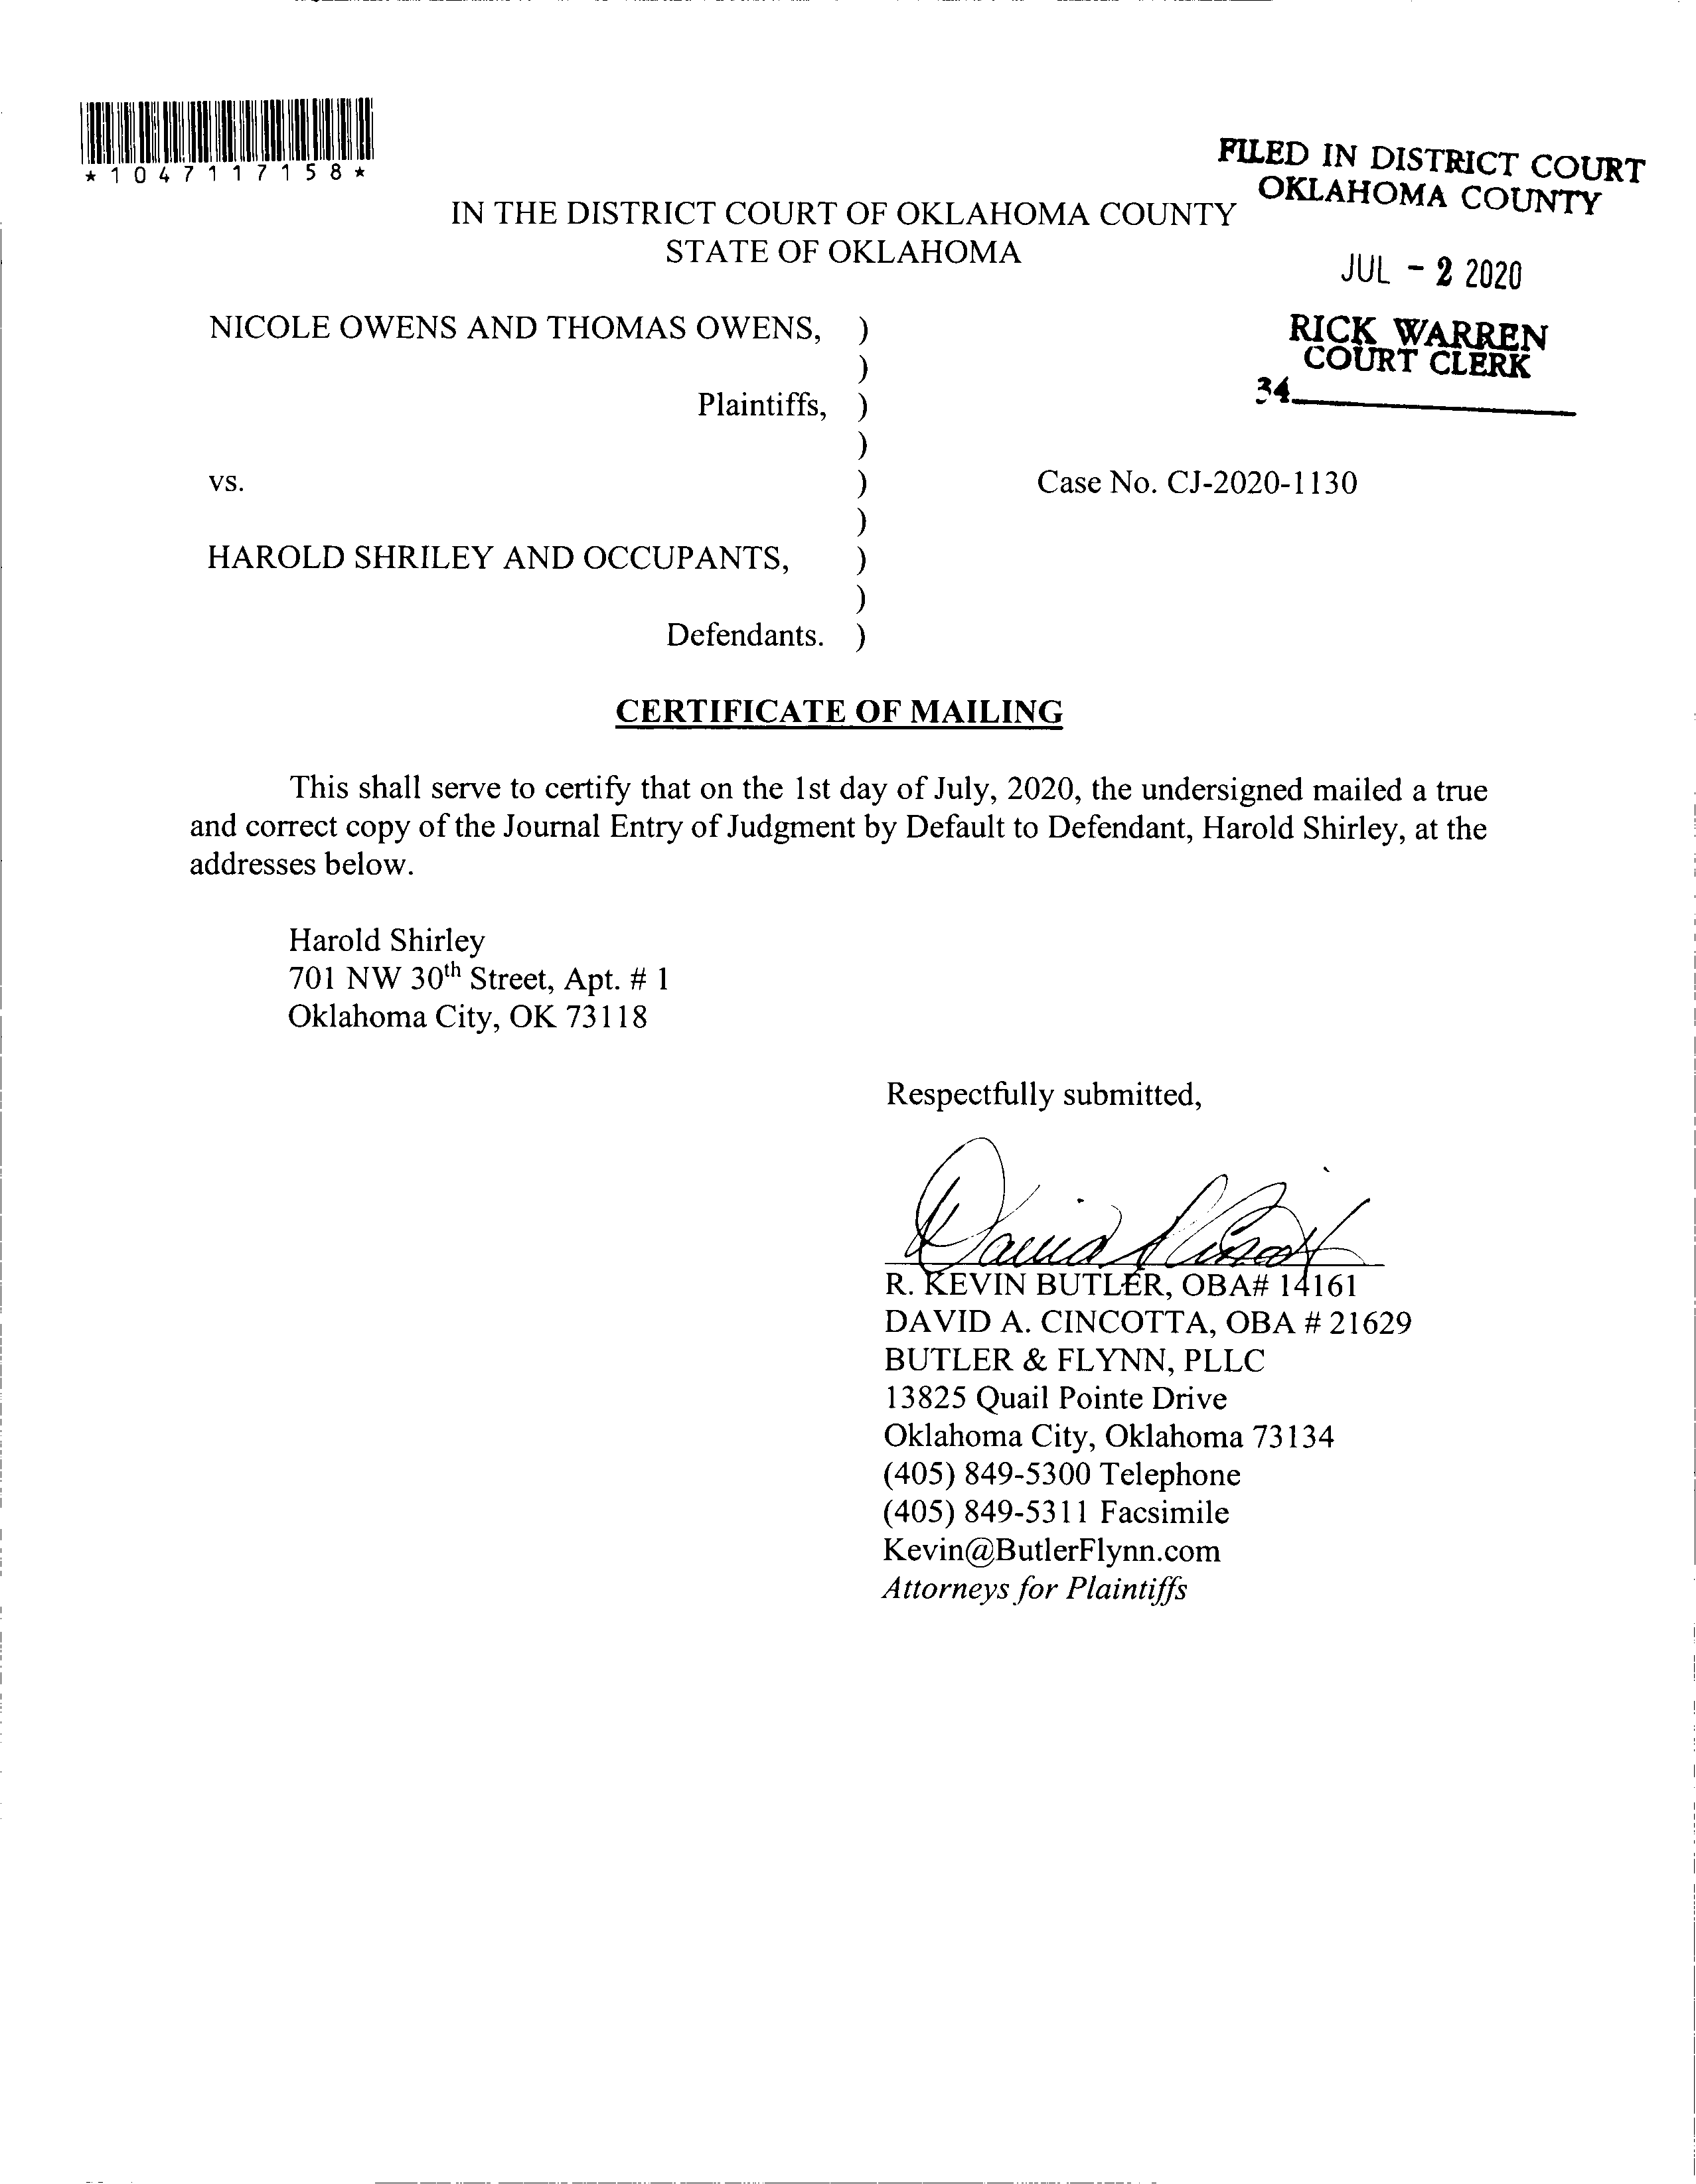 *1047117158*
FILED IN DISTRICT COURT
OKLAHOMA COUNTY
IN THE DISTRICT COURT OF OKLAHOMA COUNTY
STATE OF OKLAHOMA
JUL - 2 2020
RICK WARREN
COURT CLERK
34
NICOLE OWENS AND THOMAS OWENS, )
)
Plaintiffs, )
)
vs. ) Case No. CJ-2020-1130
)
HAROLD SHRILEY AND OCCUPANTS, )
)
Defendants. )
CERTIFICATE OF MAILING
This shall serve to certify that on the 1st day of July, 2020, the undersigned mailed a true
and correct copy of the Journal Entry of Judgment by Default to Defendant, Harold Shirley, at the
addresses below.
Harold Shirley
701 NW 30th Street, Apt. # 1
Oklahoma City, OK 73118
Respectfully submitted,
R. KEVIN BUTLER, OBA# 14161
DAVID A. CINCOTTA, OBA # 21629
BUTLER & FLYNN, PLLC
13825 Quail Pointe Drive
Oklahoma City, Oklahoma 73134
(405) 849-5300 Telephone
(405) 849-5311 Facsimile
Kevin@ButlerFlynn.com
Attorneys for Plaintiffs